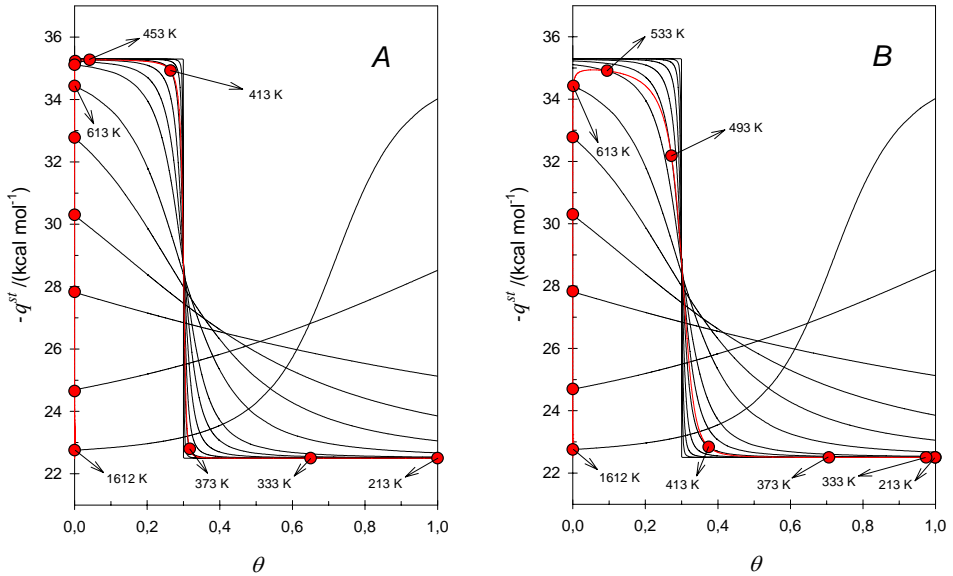 A
36
34
32
30
28
26
24
22
-q^st /(kcal mol^-1)
453 K
413 K
613 K
1612 K
373 K
333 K
213 K
0,0
0,2
0,4
0,6
0,8
1,0
θ
B
36
34
32
30
28
26
24
22
-q^st /(kcal mol^-1)
533 K
493 K
613 K
1612 K
413 K
373 K
333 K
213 K
0,0
0,2
0,4
0,6
0,8
1,0
θ